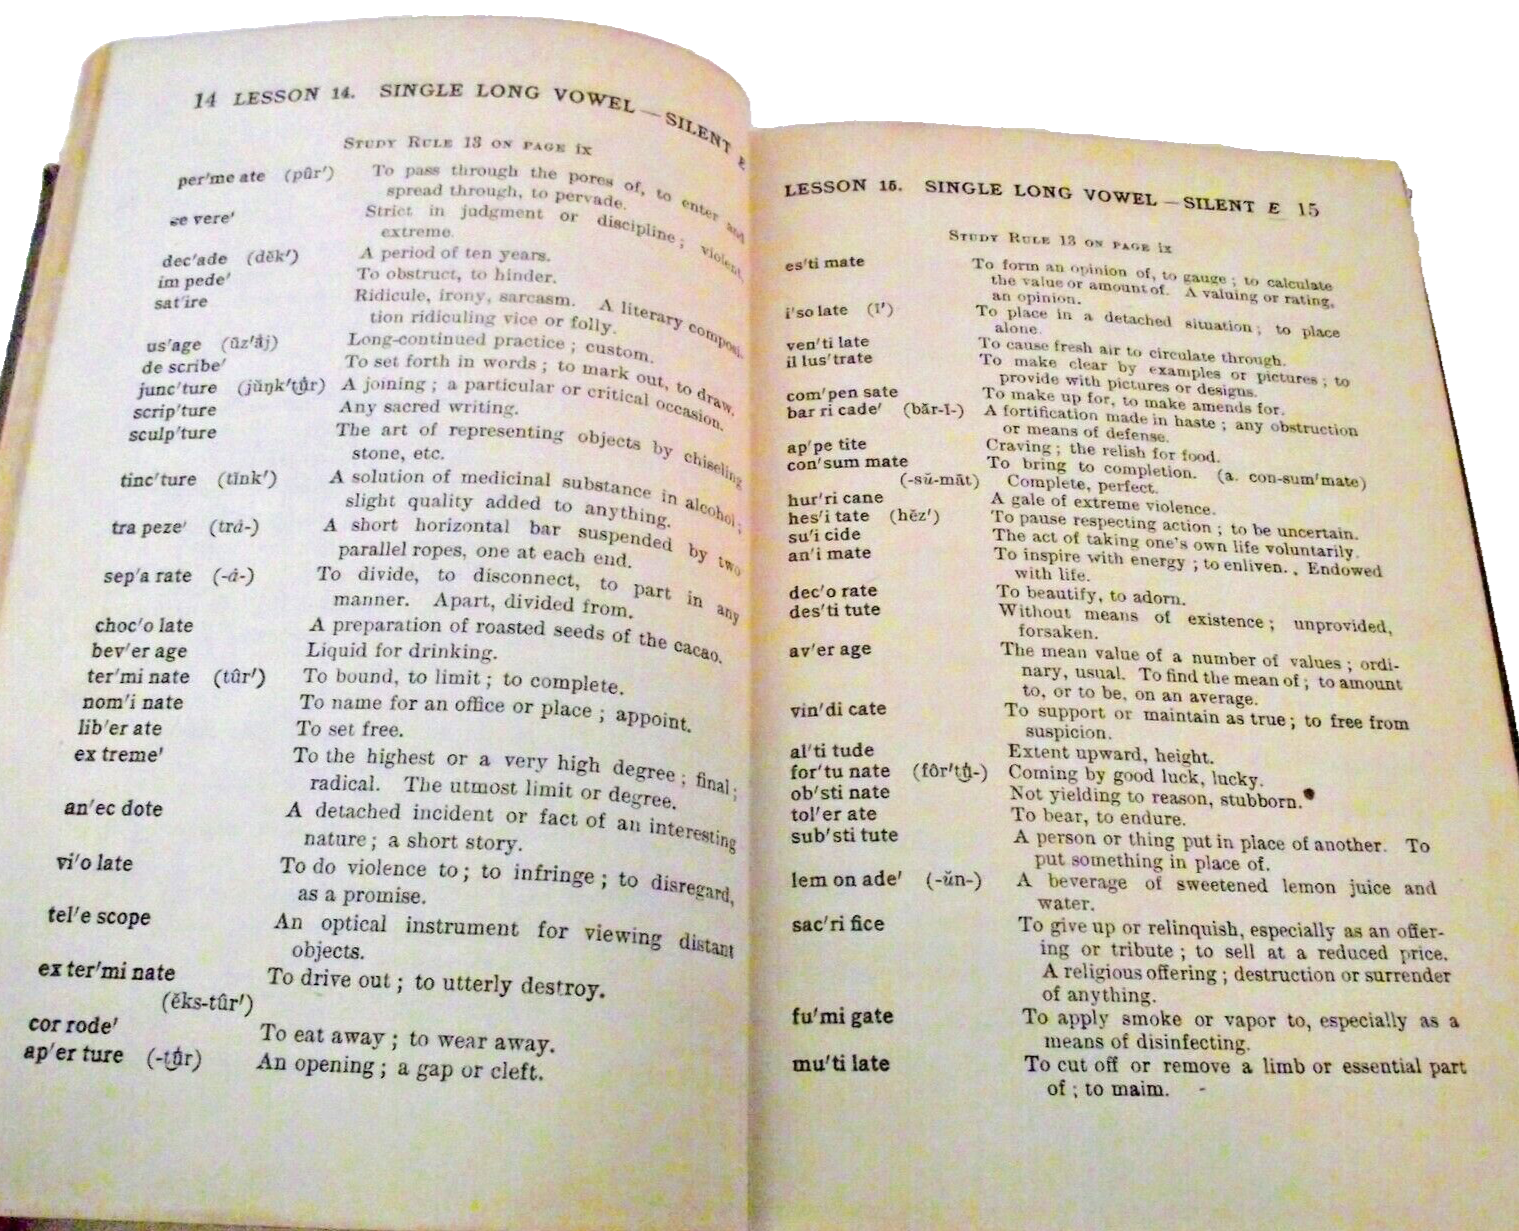 14 LESSON 14. SINGLE LONG VOWEL—SILENT E
STUDY RULE 13 ON PAGE ix
per′me ate (pûr′) To pass through the pores of, to enter and
spread through, to pervade.
se vere′ Strict in judgment or discipline; violent,
extreme.
dec′ade (dĕk′) A period of ten years.
im pede′ To obstruct, to hinder.
sat′ire Ridicule, irony, sarcasm. A literary composi-
tion ridiculing vice or folly.
us′age (ūz′ȧj) Long-continued practice; custom.
de scribe′ To set forth in words; to mark out, to draw.
junc′ture (jŭŋk′tůr) A joining; a particular or critical occasion.
scrip′ture Any sacred writing.
sculp′ture The art of representing objects by chiseling
stone, etc.
tinc′ture (tĭnk′) A solution of medicinal substance in alcohol;
slight quality added to anything.
tra peze′ (trȧ-) A short horizontal bar suspended by two
parallel ropes, one at each end.
sep′a rate (-ȧ-) To divide, to disconnect, to part in any
manner. Apart, divided from.
choc′o late A preparation of roasted seeds of the cacao.
bev′er age Liquid for drinking.
ter′mi nate (tûr′) To bound, to limit; to complete.
nom′i nate To name for an office or place; appoint.
lib′er ate To set free.
ex treme′ To the highest or a very high degree; final;
radical. The utmost limit or degree.
an′ec dote A detached incident or fact of an interesting
nature; a short story.
vi′o late To do violence to; to infringe; to disregard,
as a promise.
tel′e scope An optical instrument for viewing distant
objects.
ex ter′mi nate To drive out; to utterly destroy.
(ĕks-tûr′)
cor rode′ To eat away; to wear away.
ap′er ture (-tůr) An opening; a gap or cleft.
LESSON 15. SINGLE LONG VOWEL—SILENT E 15
STUDY RULE 13 ON PAGE ix
es′ti mate To form an opinion of, to gauge; to calculate
the value or amount of. A valuing or rating,
an opinion.
i′so late (ī′) To place in a detached situation; to place
alone.
ven′ti late To cause fresh air to circulate through.
il lus′trate To make clear by examples or pictures; to
provide with pictures or designs.
com′pen sate To make up for, to make amends for.
bar ri cade′ (băr-ĭ-) A fortification made in haste; any obstruction
or means of defense.
ap′pe tite Craving; the relish for food.
con′sum mate To bring to completion. (a. con-sum′mate)
(-sŭ-māt) Complete, perfect.
hur′ri cane A gale of extreme violence.
hes′i tate (hĕz′) To pause respecting action; to be uncertain.
su′i cide The act of taking one's own life voluntarily.
an′i mate To inspire with energy; to enliven. Endowed
with life.
dec′o rate To beautify, to adorn.
des′ti tute Without means of existence; unprovided,
forsaken.
av′er age The mean value of a number of values; ordi-
nary, usual. To find the mean of; to amount
to, or to be, on an average.
vin′di cate To support or maintain as true; to free from
suspicion.
al′ti tude Extent upward, height.
for′tu nate (fôr′tů-) Coming by good luck, lucky.
ob′sti nate Not yielding to reason, stubborn.
tol′er ate To bear, to endure.
sub′sti tute A person or thing put in place of another. To
put something in place of.
lem on ade′ (-ŭn-) A beverage of sweetened lemon juice and
water.
sac′ri fice To give up or relinquish, especially as an offer-
ing or tribute; to sell at a reduced price.
A religious offering; destruction or surrender
of anything.
fu′mi gate To apply smoke or vapor to, especially as a
means of disinfecting.
mu′ti late To cut off or remove a limb or essential part
of; to maim.